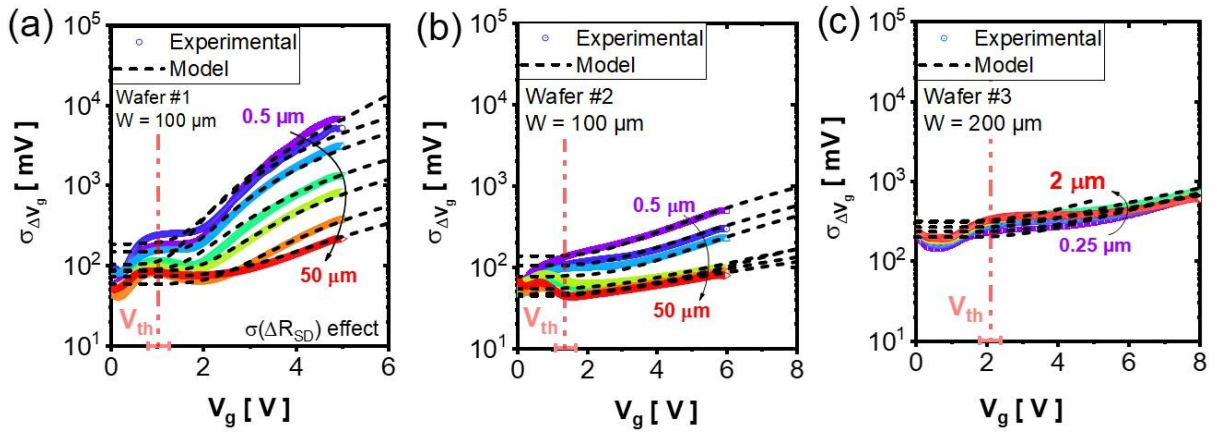 (a)
Experimental
Model
Wafer #1
W = 100 µm
0.5 µm
50 µm
V_th
σ(ΔR_SD) effect
σ_ΔVg [ mV ]
10^5
10^4
10^3
10^2
10^1
0 2 4 6
V_g [ V ]
(b)
Experimental
Model
Wafer #2
W = 100 µm
0.5 µm
50 µm
V_th
σ_ΔVg [ mV ]
10^5
10^4
10^3
10^2
10^1
0 2 4 6 8
V_g [ V ]
(c)
Experimental
Model
Wafer #3
W = 200 µm
2 µm
0.25 µm
V_th
σ_ΔVg [ mV ]
10^5
10^4
10^3
10^2
10^1
0 2 4 6 8
V_g [ V ]